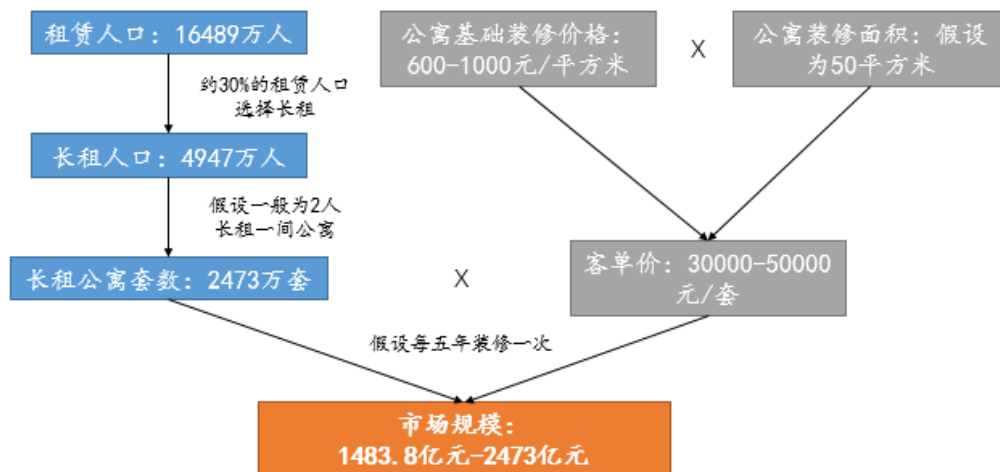 租赁人口：16489万人
公寓基础装修价格：
600-1000元/平方米
X
公寓装修面积：假设
为50平方米
约30%的租赁人口
选择长租
长租人口：4947万人
假设一般为2人
长租一间公寓
长租公寓套数：2473万套
X
客单价：30000-50000
元/套
假设每五年装修一次
市场规模：
1483.8亿元-2473亿元